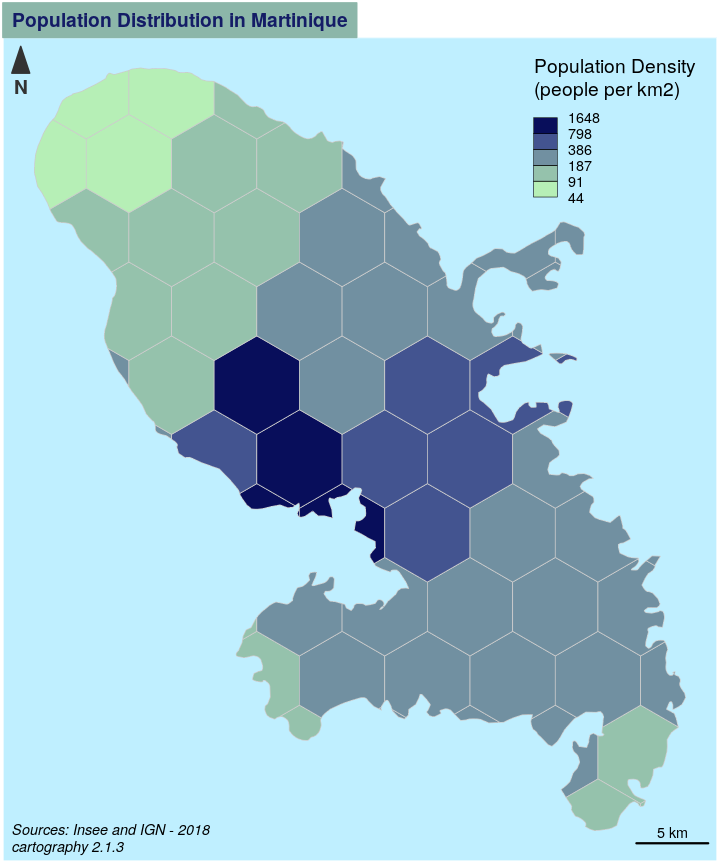 Population Distribution in Martinique
N
Population Density
(people per km2)
1648
798
386
187
91
44
Sources: Insee and IGN - 2018
cartography 2.1.3
5 km